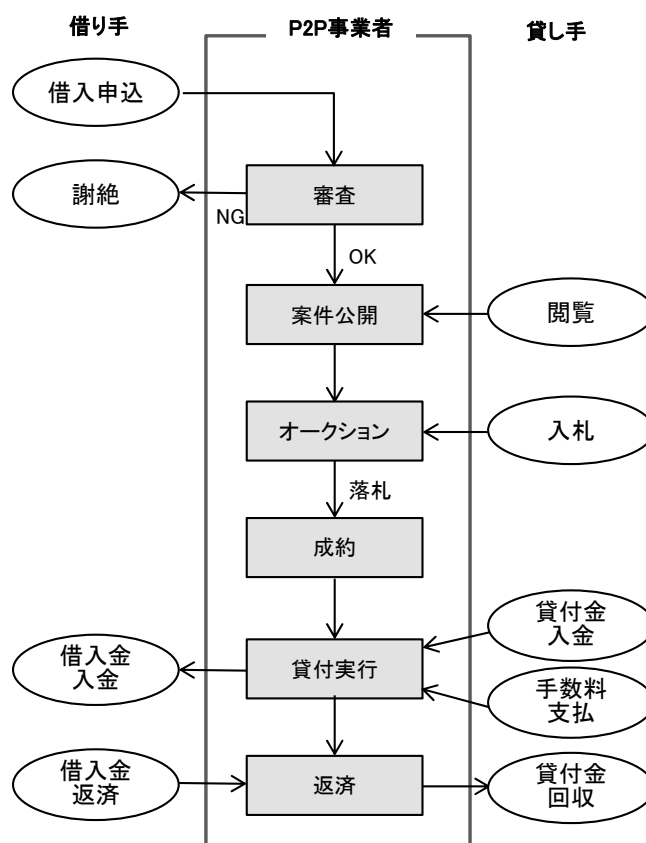 借り手
P2P事業者
貸し手
借入申込
謝絶
NG
審査
OK
案件公開
閲覧
オークション
入札
落札
成約
貸付金
入金
借入金
入金
貸付実行
手数料
支払
借入金
返済
返済
貸付金
回収